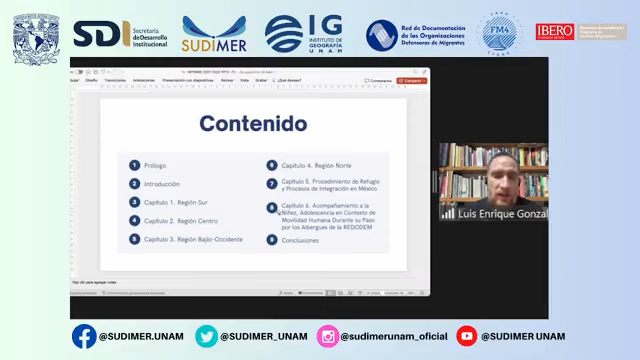 SDI
Secretaría
de Desarrollo
Institucional
SUDIMER
IG
INSTITUTO DE
GEOGRAFÍA
UNAM
Red de Documentación
de las Organizaciones
Defensoras de Migrantes
FM4
IBERO
Contenido
1 Prólogo
2 Introducción
3 Capítulo 1. Región Sur
4 Capítulo 2. Región Centro
5 Capítulo 3. Región Bajío-Occidente
6 Capítulo 4. Región Norte
7 Capítulo 5. Procedimiento de Refugio
y Procesos de Integración en México
8 Capítulo 6. Acompañamiento a la
Niñez, Adolescencia en Contexto de
Movilidad Humana Durante su Paso
por los Albergues de la REDODEM
9 Conclusiones
Luis Enrique Gonzal
@SUDIMER.UNAM
@SUDIMER_UNAM
@sudimerunam_oficial
@SUDIMER UNAM